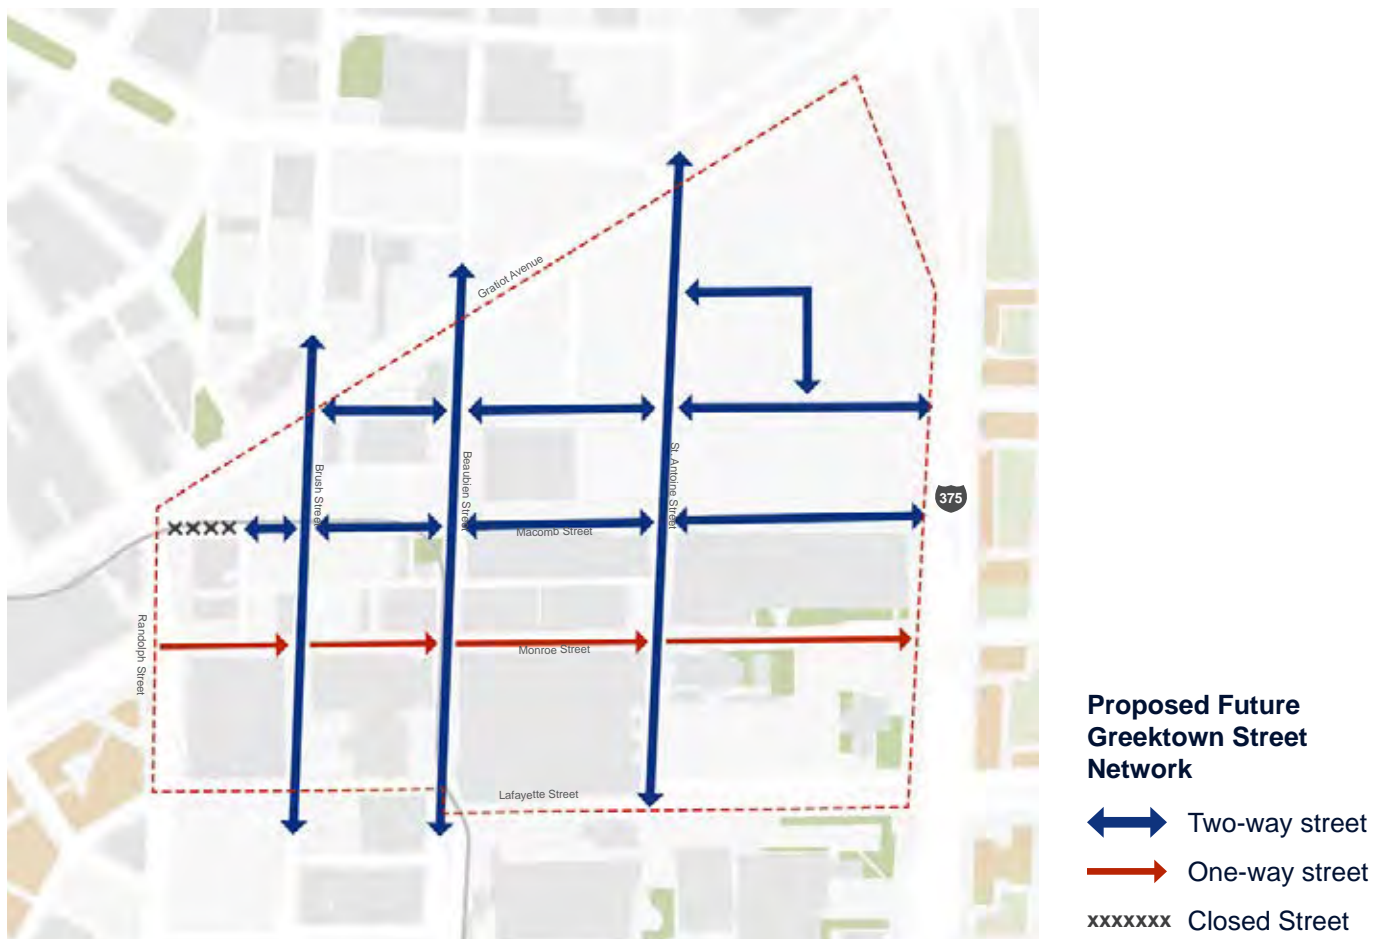 Gratiot Avenue
Brush Street
Beaubien Street
St. Antoine Street
375
Macomb Street
Randolph Street
Monroe Street
Lafayette Street
Proposed Future
Greektown Street
Network
Two-way street
One-way street
xxxxxxx Closed Street